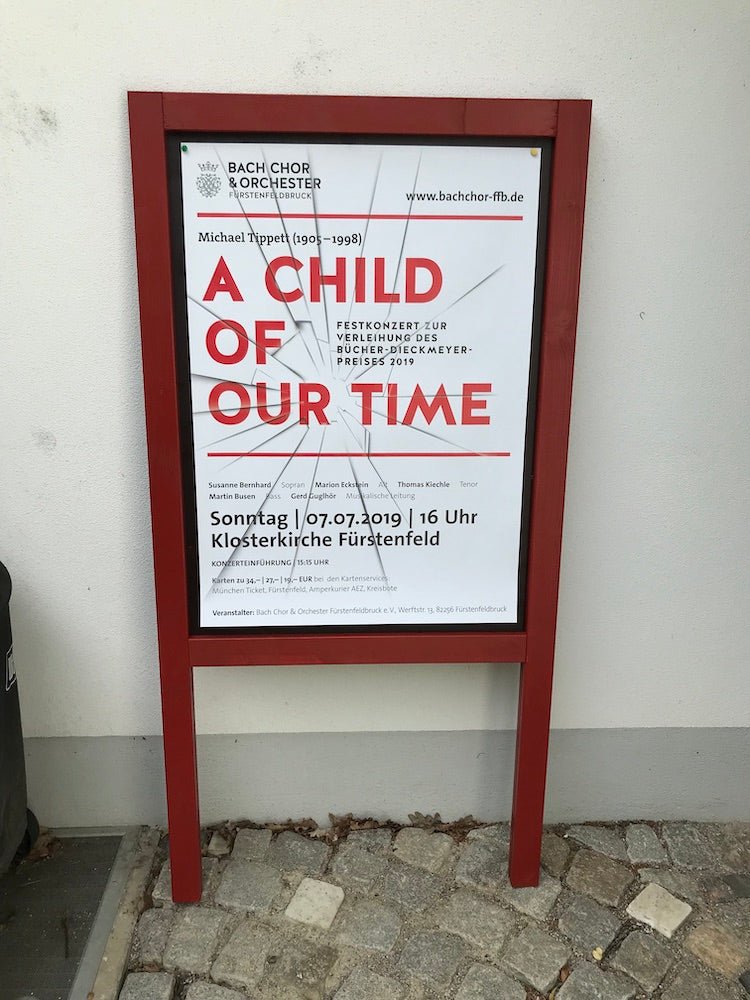 BACH CHOR
& ORCHESTER
FÜRSTENFELDBRUCK
www.bachchor-ffb.de
Michael Tippett (1905–1998)
A CHILD
OF
OUR TIME
FESTKONZERT ZUR
VERLEIHUNG DES
BÜCHER-DIECKMEYER-
PREISES 2019
Susanne Bernhard Sopran Marion Eckstein Alt Thomas Kiechle Tenor
Martin Busen Bass Gerd Guglhör Musikalische Leitung
Sonntag | 07.07.2019 | 16 Uhr
Klosterkirche Fürstenfeld
KONZERTEINFÜHRUNG | 15:15 UHR
Karten zu 34,– | 27,– | 19,– EUR bei den Kartenservices:
München Ticket, Fürstenfeld, Amperkurier AEZ, Kreisbote
Veranstalter: Bach Chor & Orchester Fürstenfeldbruck e.V., Werftstr. 13, 82256 Fürstenfeldbruck